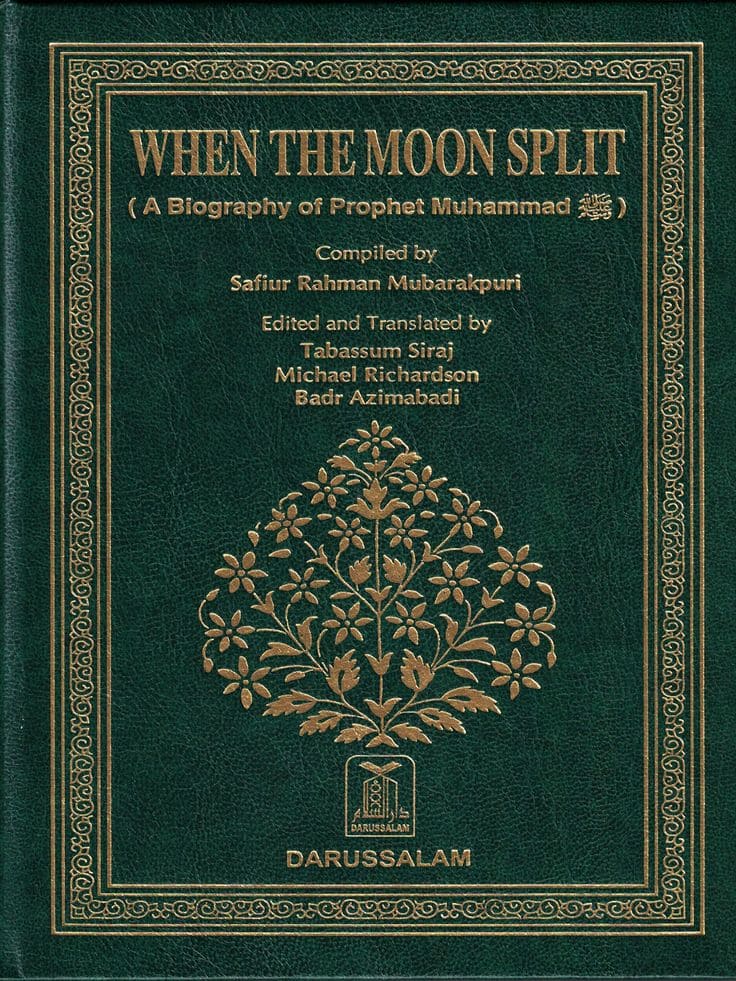 WHEN THE MOON SPLIT
( A Biography of Prophet Muhammad ﷺ )
Compiled by
Safiur Rahman Mubarakpuri
Edited and Translated by
Tabassum Siraj
Michael Richardson
Badr Azimabadi
دارالسلام
DARUSSALAM
DARUSSALAM